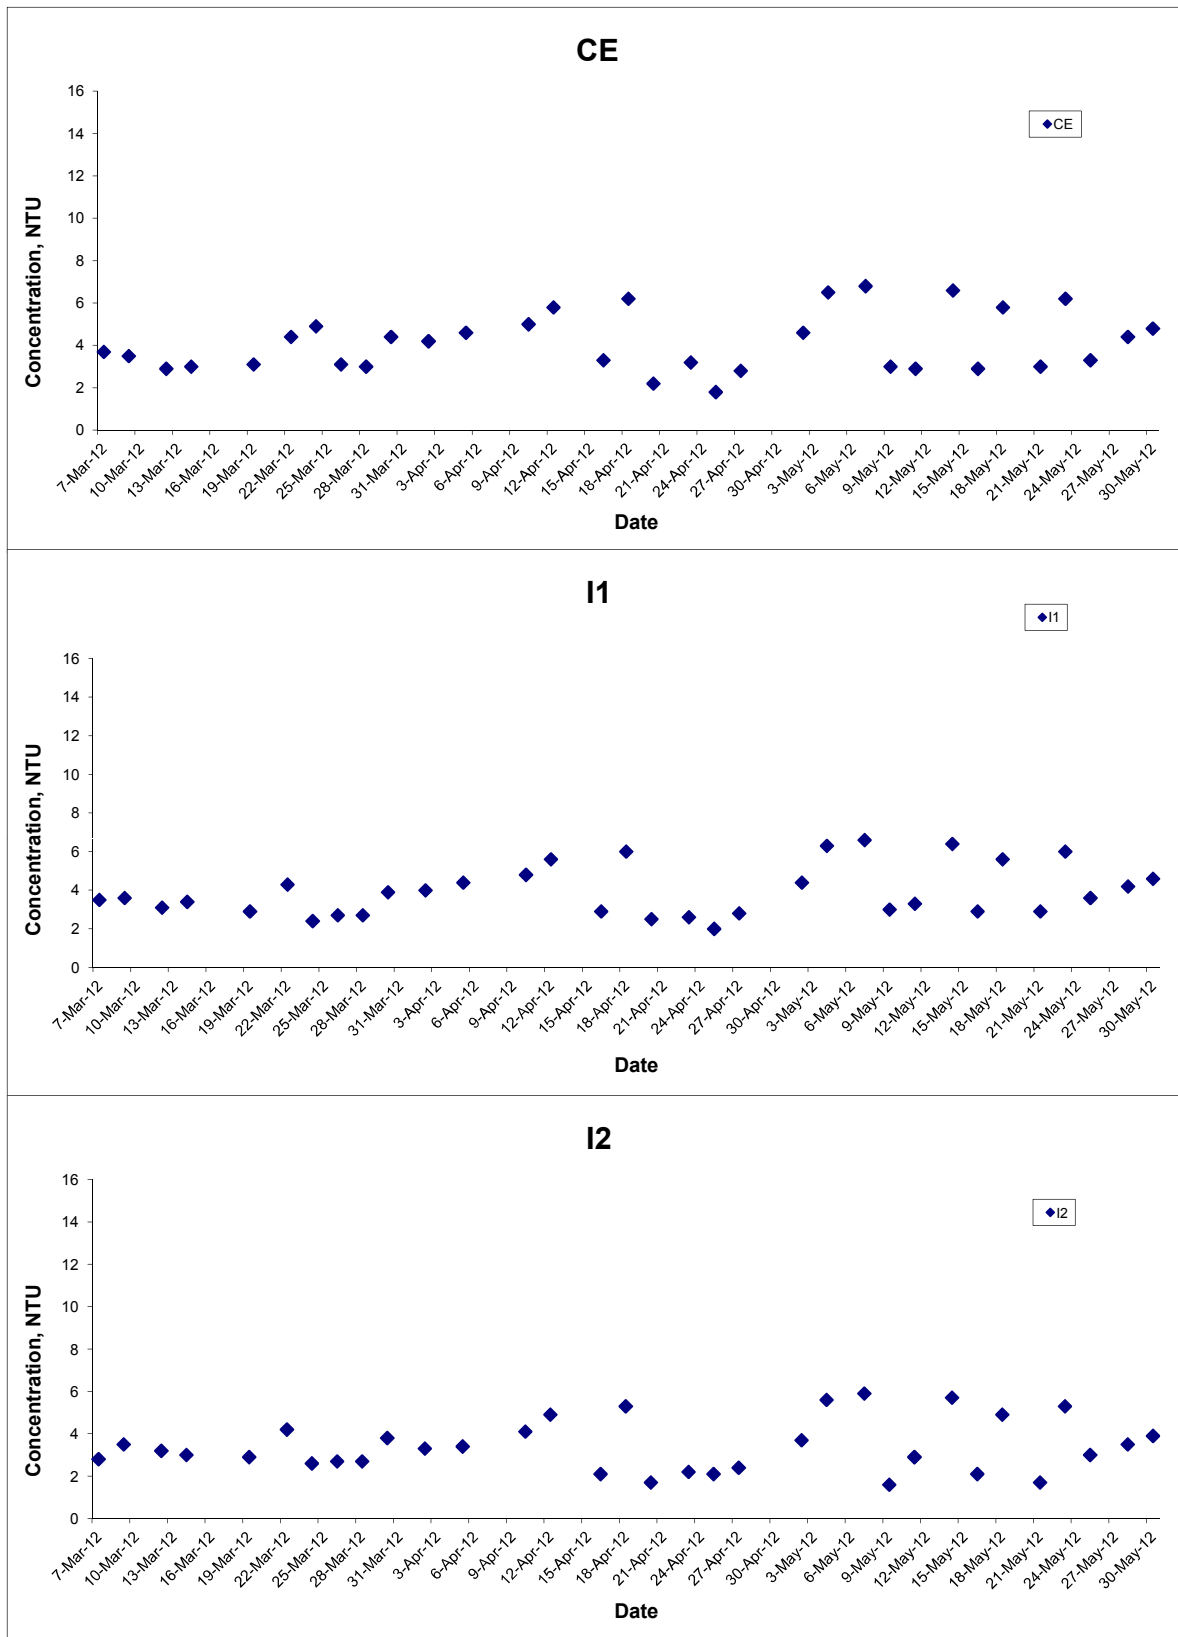 CE
16
14
12
10
8
6
4
2
0
Concentration, NTU
CE
7-Mar-12 10-Mar-12 13-Mar-12 16-Mar-12 19-Mar-12 22-Mar-12 25-Mar-12 28-Mar-12 31-Mar-12 3-Apr-12 6-Apr-12 9-Apr-12 12-Apr-12 15-Apr-12 18-Apr-12 21-Apr-12 24-Apr-12 27-Apr-12 30-Apr-12 3-May-12 6-May-12 9-May-12 12-May-12 15-May-12 18-May-12 21-May-12 24-May-12 27-May-12 30-May-12
Date
I1
I1
16
14
12
10
8
6
4
2
0
Concentration, NTU
7-Mar-12 10-Mar-12 13-Mar-12 16-Mar-12 19-Mar-12 22-Mar-12 25-Mar-12 28-Mar-12 31-Mar-12 3-Apr-12 6-Apr-12 9-Apr-12 12-Apr-12 15-Apr-12 18-Apr-12 21-Apr-12 24-Apr-12 27-Apr-12 30-Apr-12 3-May-12 6-May-12 9-May-12 12-May-12 15-May-12 18-May-12 21-May-12 24-May-12 27-May-12 30-May-12
Date
I2
16
14
12
10
8
6
4
2
0
Concentration, NTU
I2
7-Mar-12 10-Mar-12 13-Mar-12 16-Mar-12 19-Mar-12 22-Mar-12 25-Mar-12 28-Mar-12 31-Mar-12 3-Apr-12 6-Apr-12 9-Apr-12 12-Apr-12 15-Apr-12 18-Apr-12 21-Apr-12 24-Apr-12 27-Apr-12 30-Apr-12 3-May-12 6-May-12 9-May-12 12-May-12 15-May-12 18-May-12 21-May-12 24-May-12 27-May-12 30-May-12
Date